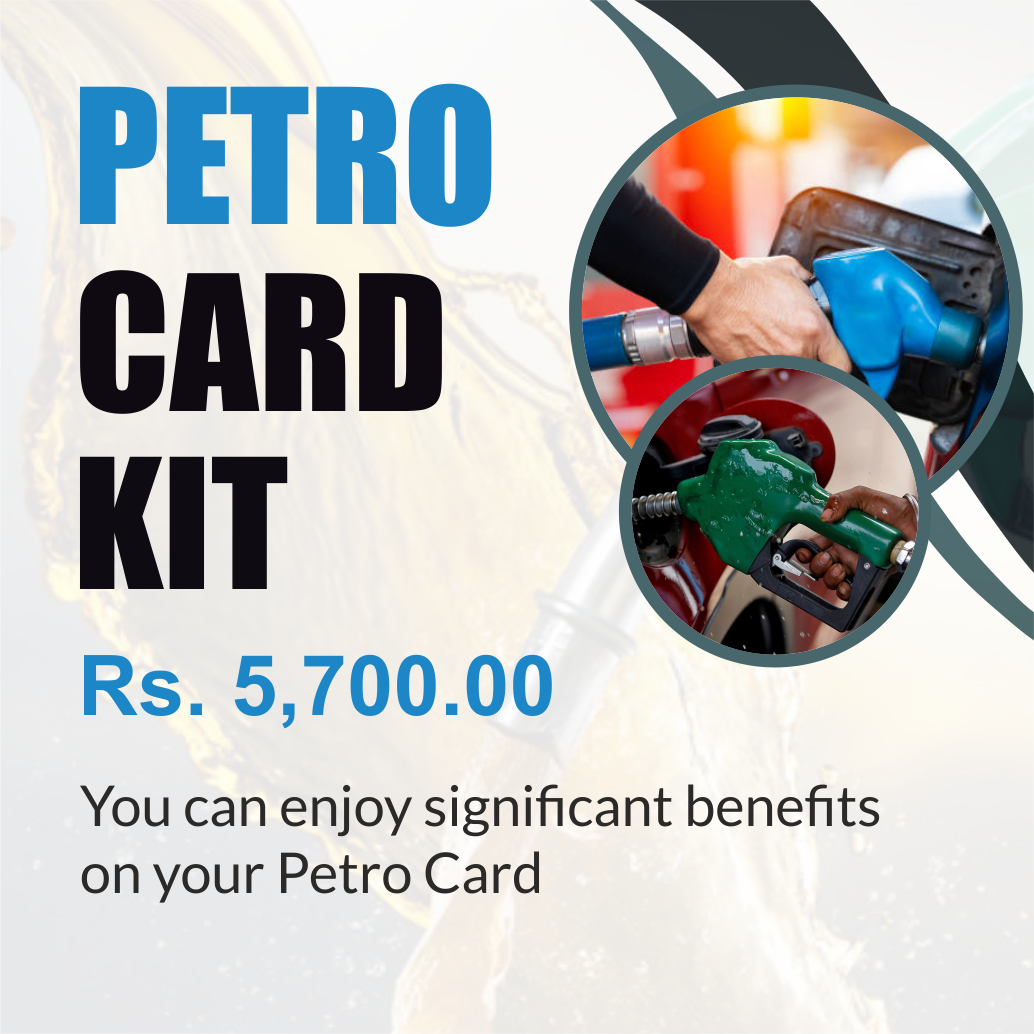 PETRO
CARD
KIT
Rs. 5,700.00
You can enjoy significant benefits
on your Petro Card